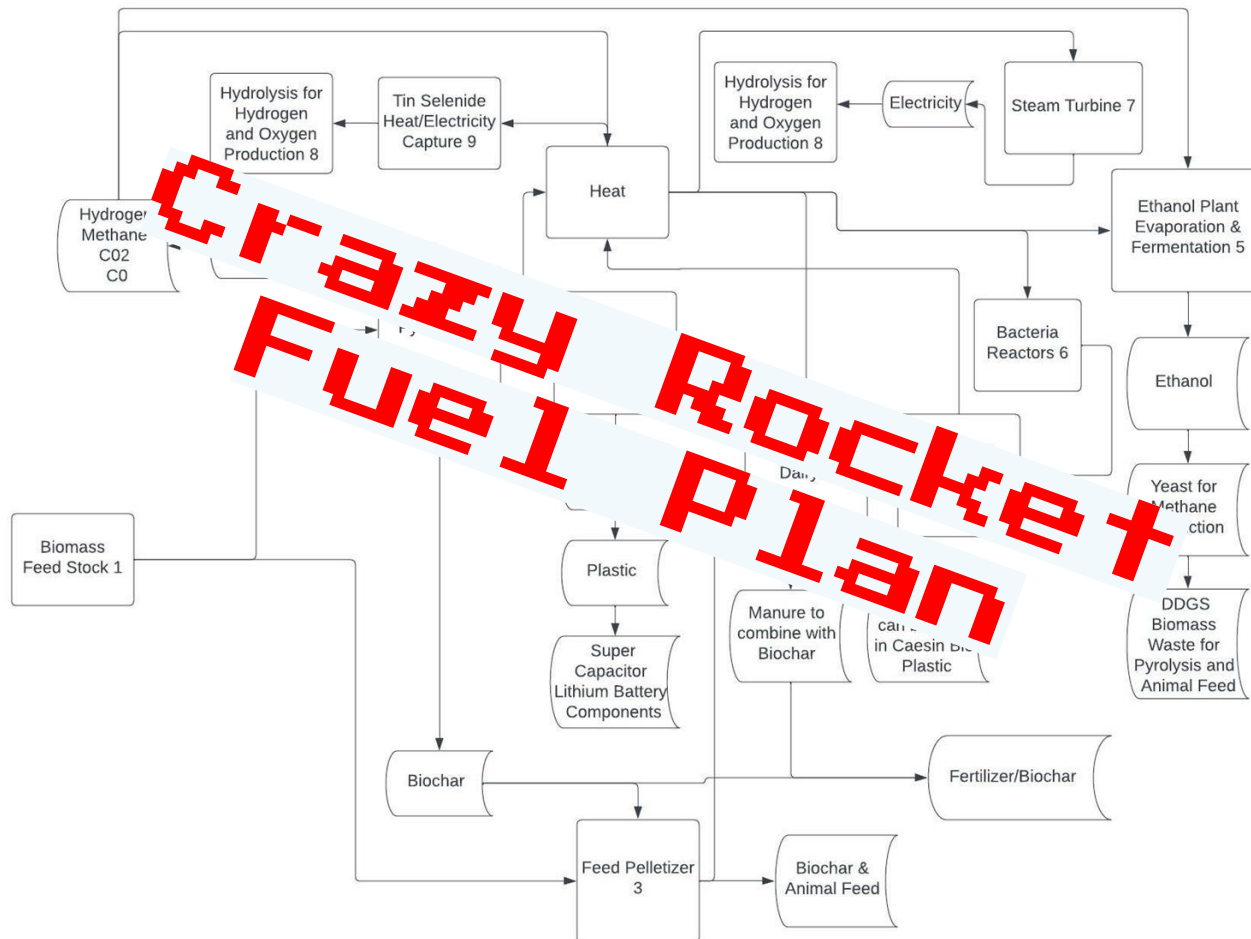 Hydrolysis for
Hydrogen
and Oxygen
Production 8
Tin Selenide
Heat/Electricity
Capture 9
Hydrolysis for
Hydrogen
and Oxygen
Production 8
Electricity
Steam Turbine 7
Heat
Hydrogen
Methane
C02
C0
Ethanol Plant
Evaporation &
Fermentation 5
Crazy Rocket
Fuel plan
Bacteria
Reactors 6
Ethanol
Dairy
Yeast for
Methane
Biomass
Feed Stock 1
Plastic
Super
Capacitor
Lithium Battery
Components
Manure to
combine with
Biochar
can
in Caesin
Plastic
DDGS
Biomass
Waste for
Pyrolysis and
Animal Feed
Biochar
Fertilizer/Biochar
Feed Pelletizer
3
Biochar &
Animal Feed